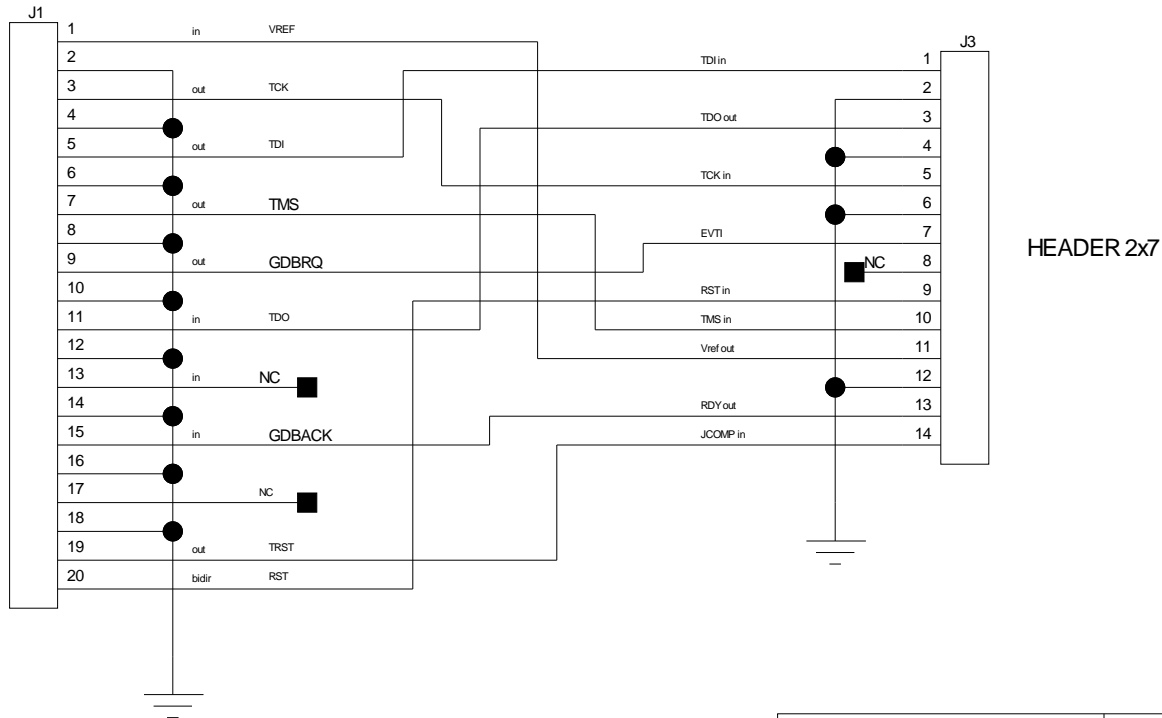 J1
1 in VREF
2
3 out TCK
4
5 out TDI
6
7 out TMS
8
9 out GDBRQ
10
11 in TDO
12
13 in NC
14
15 in GDBACK
16
17 NC
18
19 out TRST
20 bidir RST
J3
TDI in 1
2
TDO out 3
4
TCK in 5
6
EVTI 7
NC 8
RST in 9
TMS in 10
Vref out 11
12
RDY out 13
JCOMP in 14
HEADER 2x7